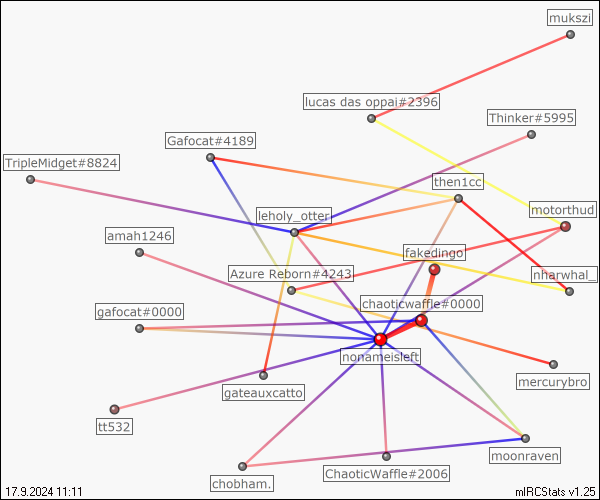 mukszi
lucas das oppai#2396
Thinker#5995
Gafocat#4189
TripleMidget#8824
then1cc
leholy_otter
motorthud
amah1246
fakedingo
Azure Reborn#4243
nharwhal_
chaoticwaffle#0000
gafocat#0000
nonameisleft
mercurybro
gateauxcatto
tt532
moonraven
ChaoticWaffle#2006
chobham.
17.9.2024 11:11
mIRCStats v1.25